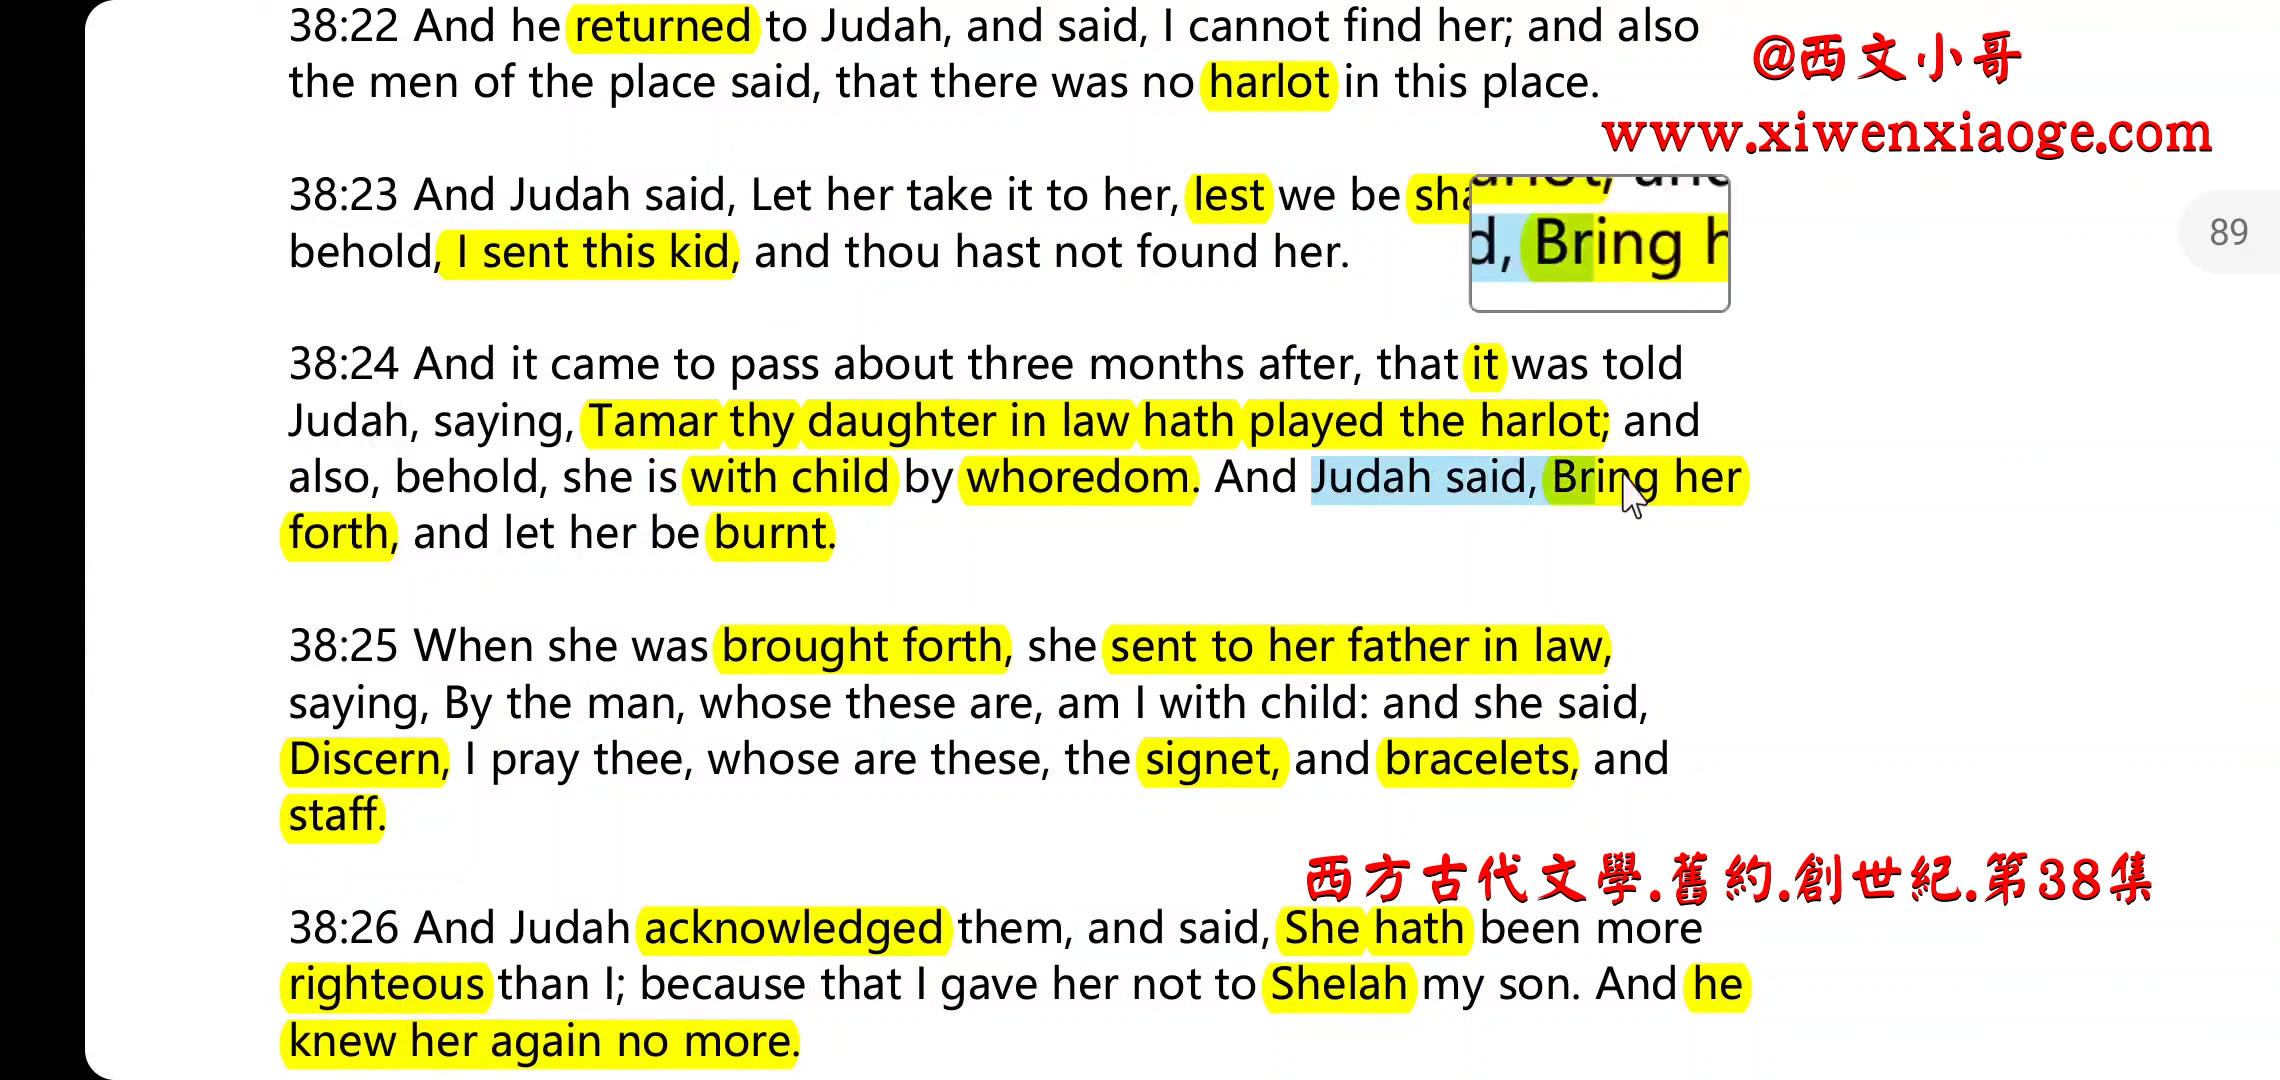 38:22 And he returned to Judah, and said, I cannot find her; and also
the men of the place said, that there was no harlot in this place.
@西文小哥
www.xiwenxiaoge.com
38:23 And Judah said, Let her take it to her, lest we be
behold, I sent this kid, and thou hast not found her.
d, Bring h
89
38:24 And it came to pass about three months after, that it was told
Judah, saying, Tamar thy daughter in law hath played the harlot; and
also, behold, she is with child by whoredom. And Judah said, Bring her
forth, and let her be burnt.
38:25 When she was brought forth, she sent to her father in law,
saying, By the man, whose these are, am I with child: and she said,
Discern, I pray thee, whose are these, the signet, and bracelets, and
staff.
西方古代文學.舊約.創世紀.第38集
38:26 And Judah acknowledged them, and said, She hath been more
righteous than I; because that I gave her not to Shelah my son. And he
knew her again no more.